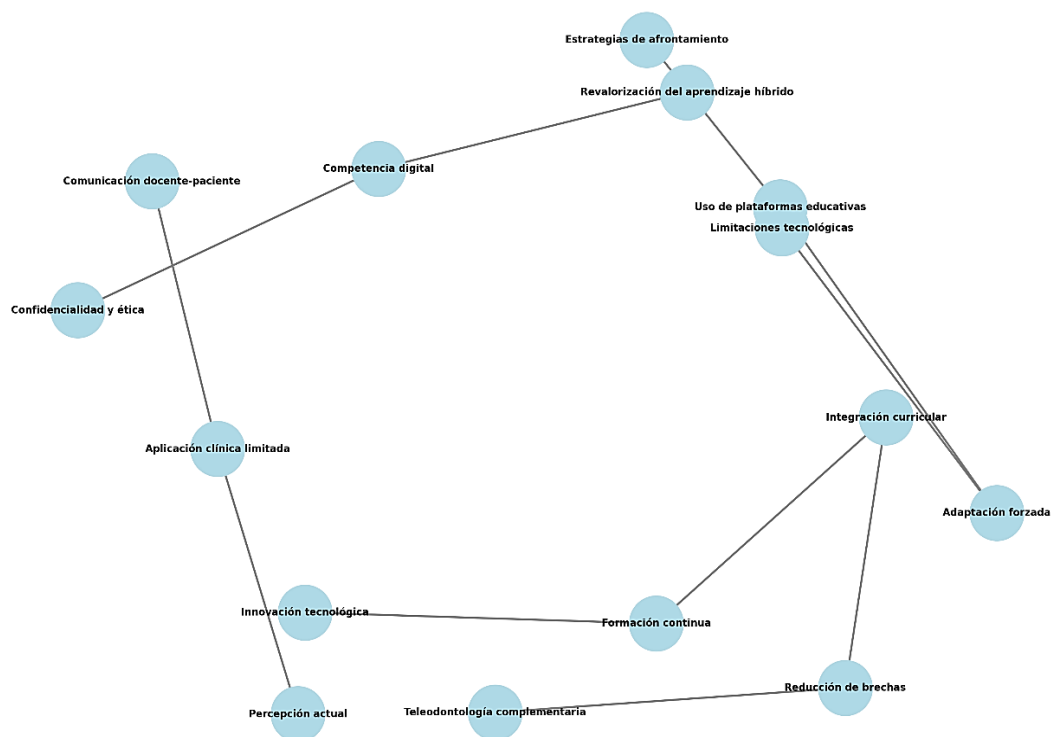 Estrategias de afrontamiento
Revalorización del aprendizaje híbrido
Competencia digital
Comunicación docente-paciente
Uso de plataformas educativas
Limitaciones tecnológicas
Confidencialidad y ética
Integración curricular
Aplicación clínica limitada
Adaptación forzada
Innovación tecnológica
Formación continua
Reducción de brechas
Teleodontología complementaria
Percepción actual